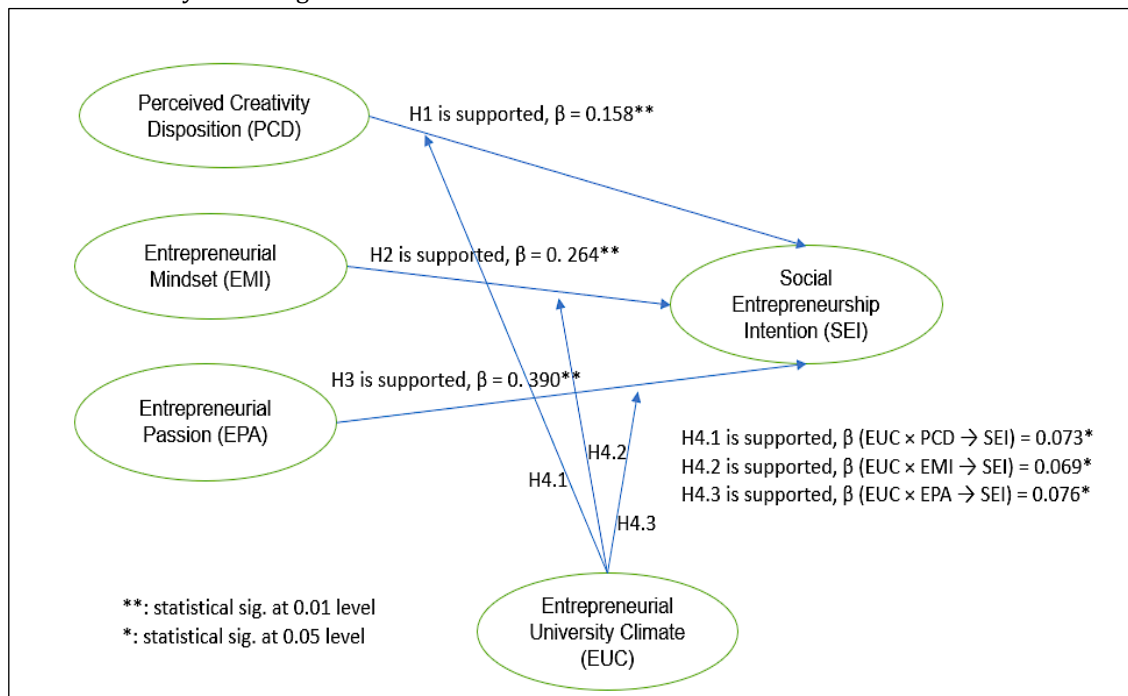 Perceived Creativity
Disposition (PCD)
H1 is supported, β = 0.158**
Entrepreneurial
Mindset (EMI)
H2 is supported, β = 0. 264**
Social
Entrepreneurship
Intention (SEI)
Entrepreneurial
Passion (EPA)
H3 is supported, β = 0. 390**
H4.1
H4.2
H4.3
H4.1 is supported, β (EUC × PCD → SEI) = 0.073*
H4.2 is supported, β (EUC × EMI → SEI) = 0.069*
H4.3 is supported, β (EUC × EPA → SEI) = 0.076*
**: statistical sig. at 0.01 level
*: statistical sig. at 0.05 level
Entrepreneurial
University Climate
(EUC)